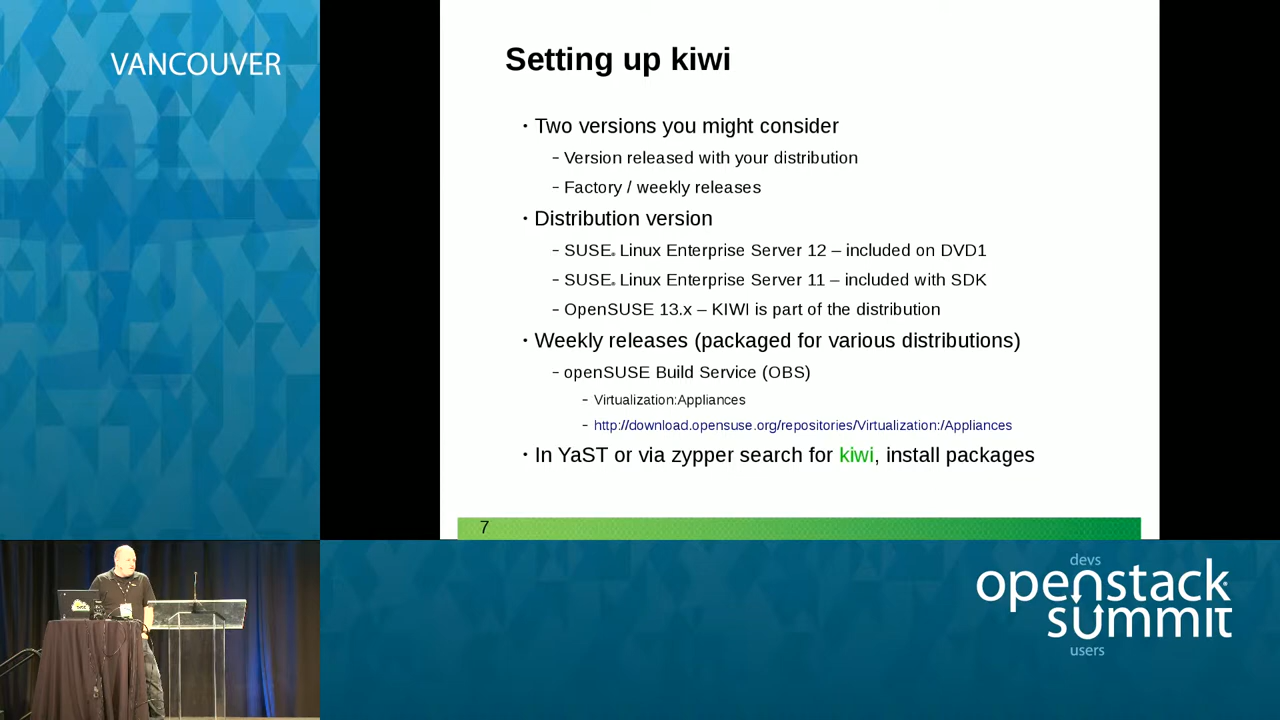 VANCOUVER
Setting up kiwi
· Two versions you might consider
– Version released with your distribution
– Factory / weekly releases
· Distribution version
– SUSE® Linux Enterprise Server 12 – included on DVD1
– SUSE® Linux Enterprise Server 11 – included with SDK
– OpenSUSE 13.x – KIWI is part of the distribution
· Weekly releases (packaged for various distributions)
– openSUSE Build Service (OBS)
– Virtualization:Appliances
– http://download.opensuse.org/repositories/Virtualization:/Appliances
· In YaST or via zypper search for kiwi, install packages
7
devs
openstack
summit
users